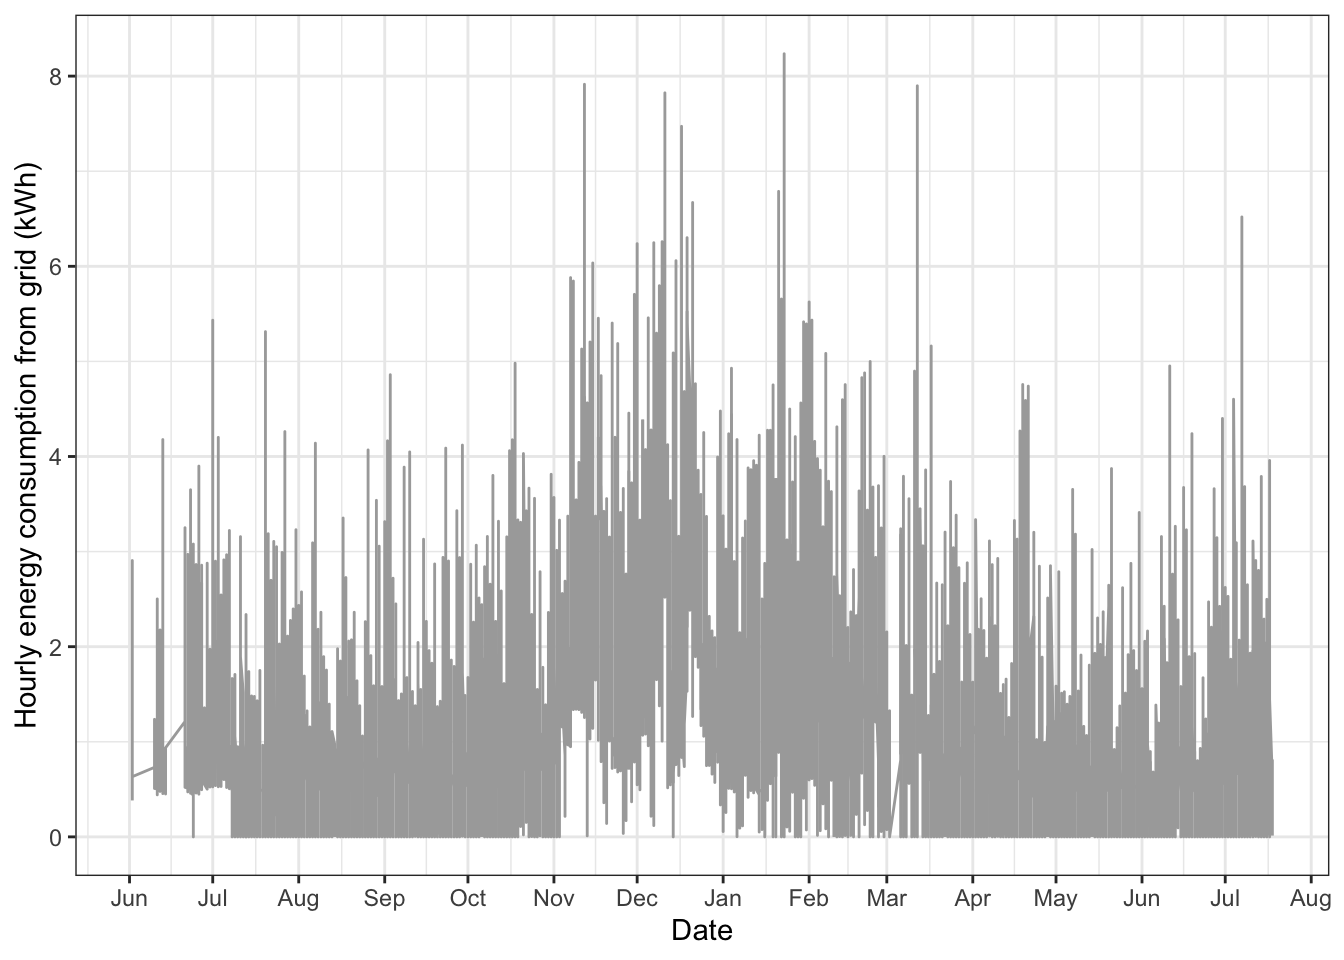 Hourly energy consumption from grid (kWh)
8
6
4
2
0
Jun Jul Aug Sep Oct Nov Dec Jan Feb Mar Apr May Jun Jul Aug
Date